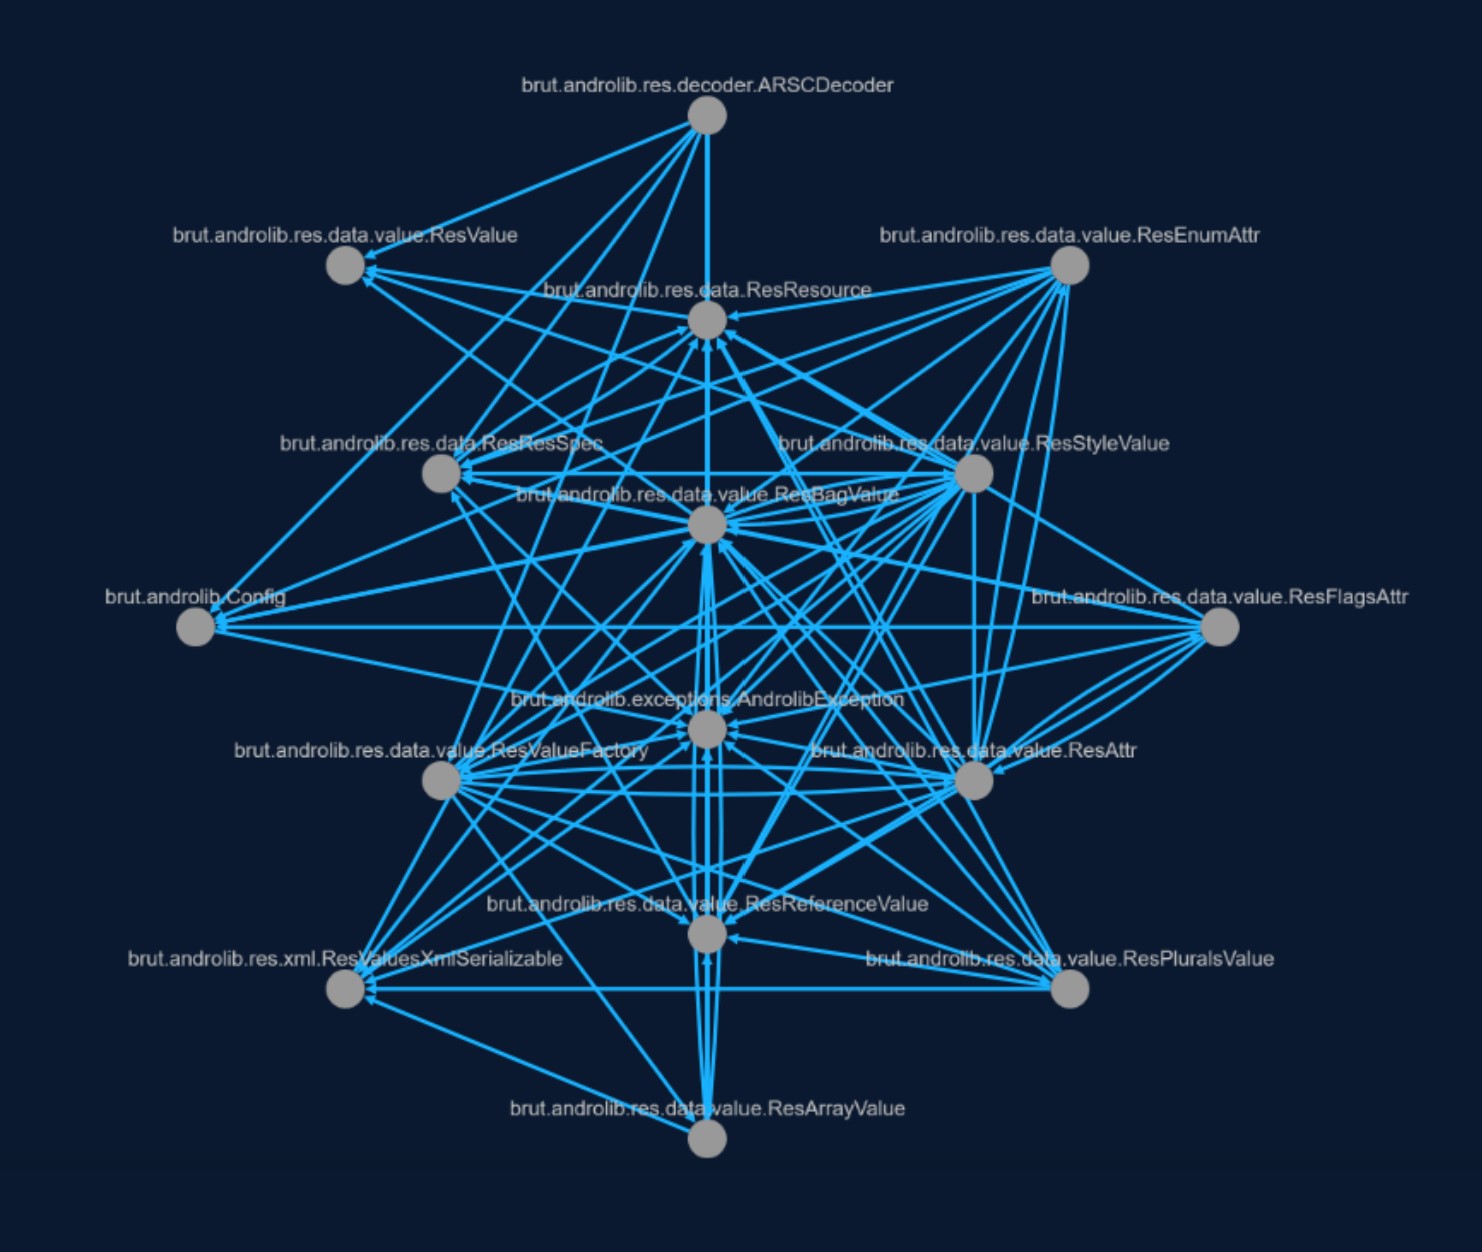 brut.androlib.res.decoder.ARSCDecoder
brut.androlib.res.data.value.ResValue
brut.androlib.res.data.value.ResEnumAttr
brut.androlib.res.data.ResResource
brut.androlib.res.data.ResResSpec
brut.androlib.res.data.value.ResStyleValue
brut.androlib.res.data.value.ResBagValue
brut.androlib.Config
brut.androlib.res.data.value.ResFlagsAttr
brut.androlib.exceptions.AndrolibException
brut.androlib.res.data.value.ResValueFactory
brut.androlib.res.data.value.ResAttr
brut.androlib.res.data.value.ResReferenceValue
brut.androlib.res.xml.ResValuesXmlSerializable
brut.androlib.res.data.value.ResPluralsValue
brut.androlib.res.data.value.ResArrayValue